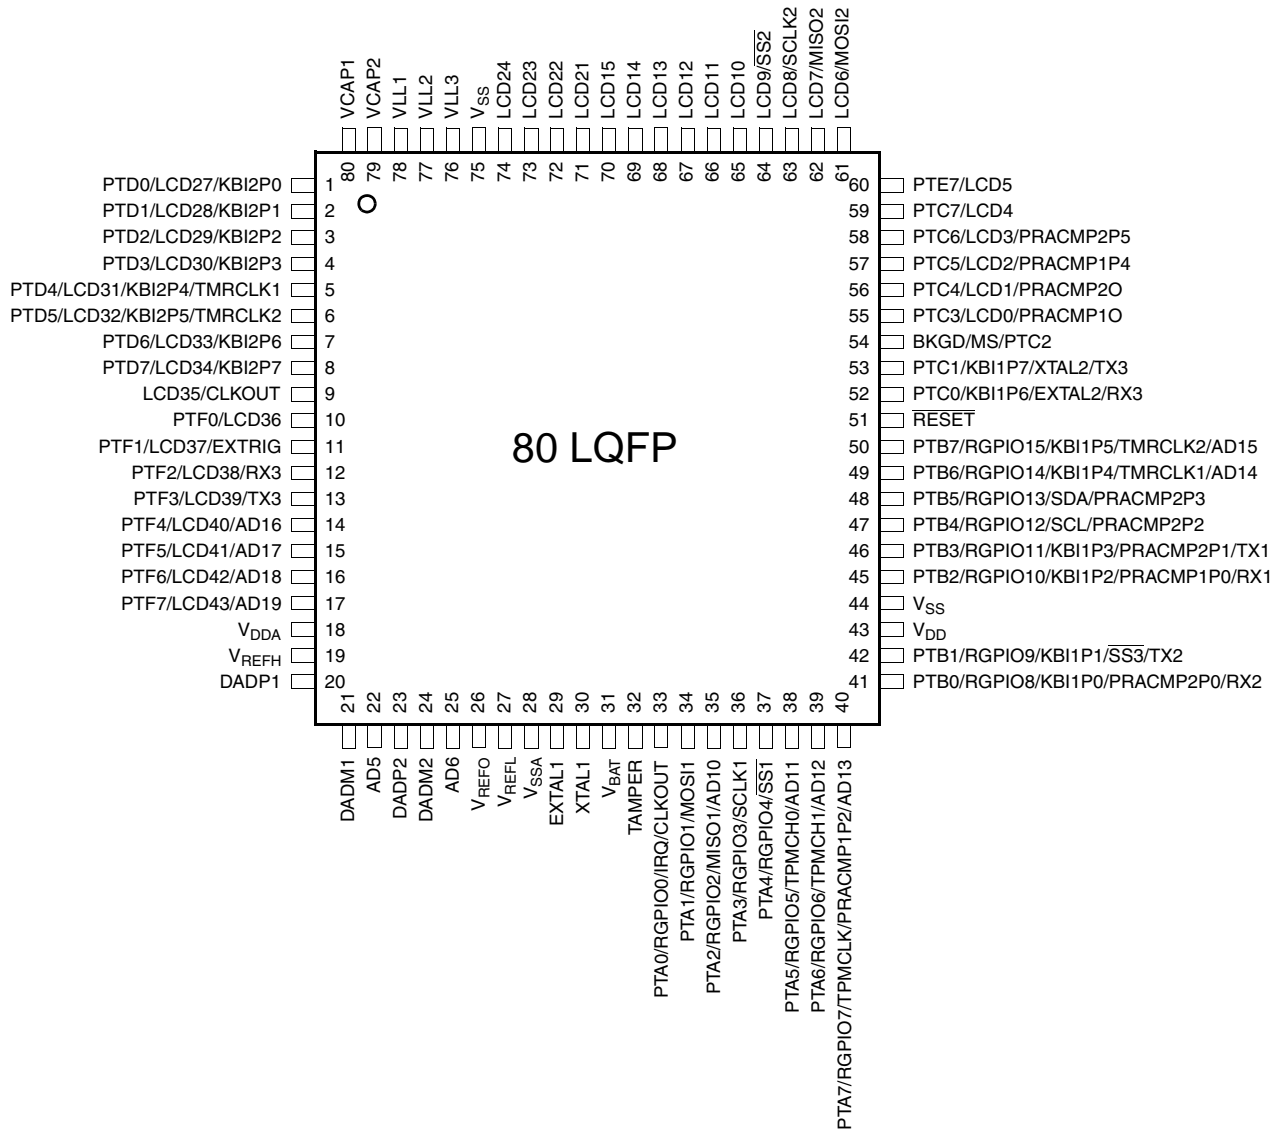 VCAP1
VCAP2
VLL1
VLL2
VLL3
VSS
LCD24
LCD23
LCD22
LCD21
LCD15
LCD14
LCD13
LCD12
LCD11
LCD10
LCD9/SS2
LCD8/SCLK2
LCD7/MISO2
LCD6/MOSI2
80
79
78
77
76
75
74
73
72
71
70
69
68
67
66
65
64
63
62
61
PTD0/LCD27/KBI2P0 1
PTD1/LCD28/KBI2P1 2
PTD2/LCD29/KBI2P2 3
PTD3/LCD30/KBI2P3 4
PTD4/LCD31/KBI2P4/TMRCLK1 5
PTD5/LCD32/KBI2P5/TMRCLK2 6
PTD6/LCD33/KBI2P6 7
PTD7/LCD34/KBI2P7 8
LCD35/CLKOUT 9
PTF0/LCD36 10
PTF1/LCD37/EXTRIG 11
PTF2/LCD38/RX3 12
PTF3/LCD39/TX3 13
PTF4/LCD40/AD16 14
PTF5/LCD41/AD17 15
PTF6/LCD42/AD18 16
PTF7/LCD43/AD19 17
VDDA 18
VREFH 19
DADP1 20
80 LQFP
60 PTE7/LCD5
59 PTC7/LCD4
58 PTC6/LCD3/PRACMP2P5
57 PTC5/LCD2/PRACMP1P4
56 PTC4/LCD1/PRACMP2O
55 PTC3/LCD0/PRACMP1O
54 BKGD/MS/PTC2
53 PTC1/KBI1P7/XTAL2/TX3
52 PTC0/KBI1P6/EXTAL2/RX3
51 RESET
50 PTB7/RGPIO15/KBI1P5/TMRCLK2/AD15
49 PTB6/RGPIO14/KBI1P4/TMRCLK1/AD14
48 PTB5/RGPIO13/SDA/PRACMP2P3
47 PTB4/RGPIO12/SCL/PRACMP2P2
46 PTB3/RGPIO11/KBI1P3/PRACMP2P1/TX1
45 PTB2/RGPIO10/KBI1P2/PRACMP1P0/RX1
44 VSS
43 VDD
42 PTB1/RGPIO9/KBI1P1/SS3/TX2
41 PTB0/RGPIO8/KBI1P0/PRACMP2P0/RX2
21
22
23
24
25
26
27
28
29
30
31
32
33
34
35
36
37
38
39
40
DADM1
AD5
DADP2
DADM2
AD6
VREFO
VREFL
VSSA
EXTAL1
XTAL1
VBAT
TAMPER
PTA0/RGPIO0/IRQ/CLKOUT
PTA1/RGPIO1/MOSI1
PTA2/RGPIO2/MISO1/AD10
PTA3/RGPIO3/SCLK1
PTA4/RGPIO4/SS1
PTA5/RGPIO5/TPMCH0/AD11
PTA6/RGPIO6/TPMCH1/AD12
PTA7/RGPIO7/TPMCLK/PRACMP1P2/AD13